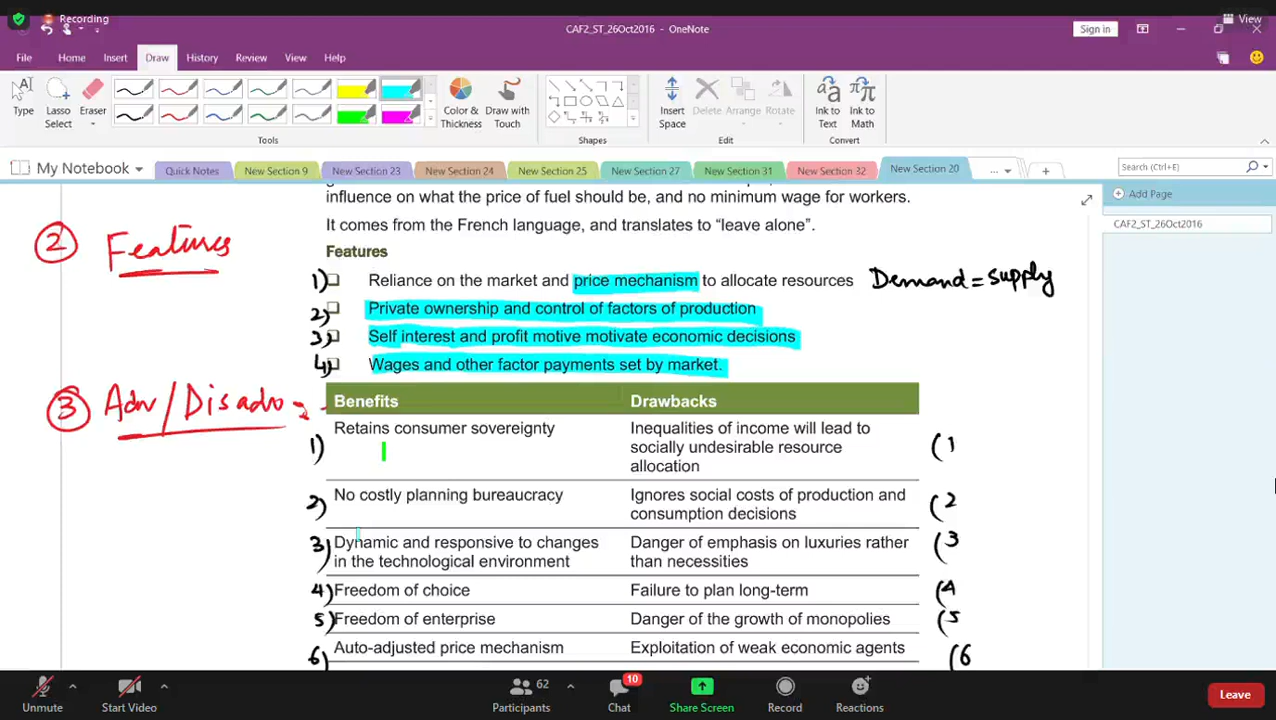 Recording
CAF2_ST_26Oct2016 - OneNote
Sign in
View
File Home Insert Draw History Review View Help
Type
Lasso Select
Eraser
Color & Thickness
Draw with Touch
Insert Space
Delete
Arrange
Rotate
Ink to Text
Ink to Math
Tools
Shapes
Edit
Convert
My Notebook
Quick Notes
New Section 9
New Section 23
New Section 24
New Section 25
New Section 27
New Section 31
New Section 32
New Section 20
...
Search (Ctrl+E)
Add Page
CAF2_ST_26Oct2016
influence on what the price of fuel should be, and no minimum wage for workers.
It comes from the French language, and translates to “leave alone”.
② Features
Features
1) Reliance on the market and price mechanism to allocate resources Demand = supply
2) Private ownership and control of factors of production
3) Self interest and profit motive motivate economic decisions
4) Wages and other factor payments set by market.
③ Adv/Disadv
Benefits Drawbacks
1) Retains consumer sovereignty
Inequalities of income will lead to
socially undesirable resource
allocation
(1
2) No costly planning bureaucracy
Ignores social costs of production and
consumption decisions
(2
3) Dynamic and responsive to changes
in the technological environment
Danger of emphasis on luxuries rather
than necessities
(3
4) Freedom of choice Failure to plan long-term (4
5) Freedom of enterprise Danger of the growth of monopolies (5
6) Auto-adjusted price mechanism Exploitation of weak economic agents (6
Unmute
Start Video
62
Participants
10
Chat
Share Screen
Record
Reactions
Leave